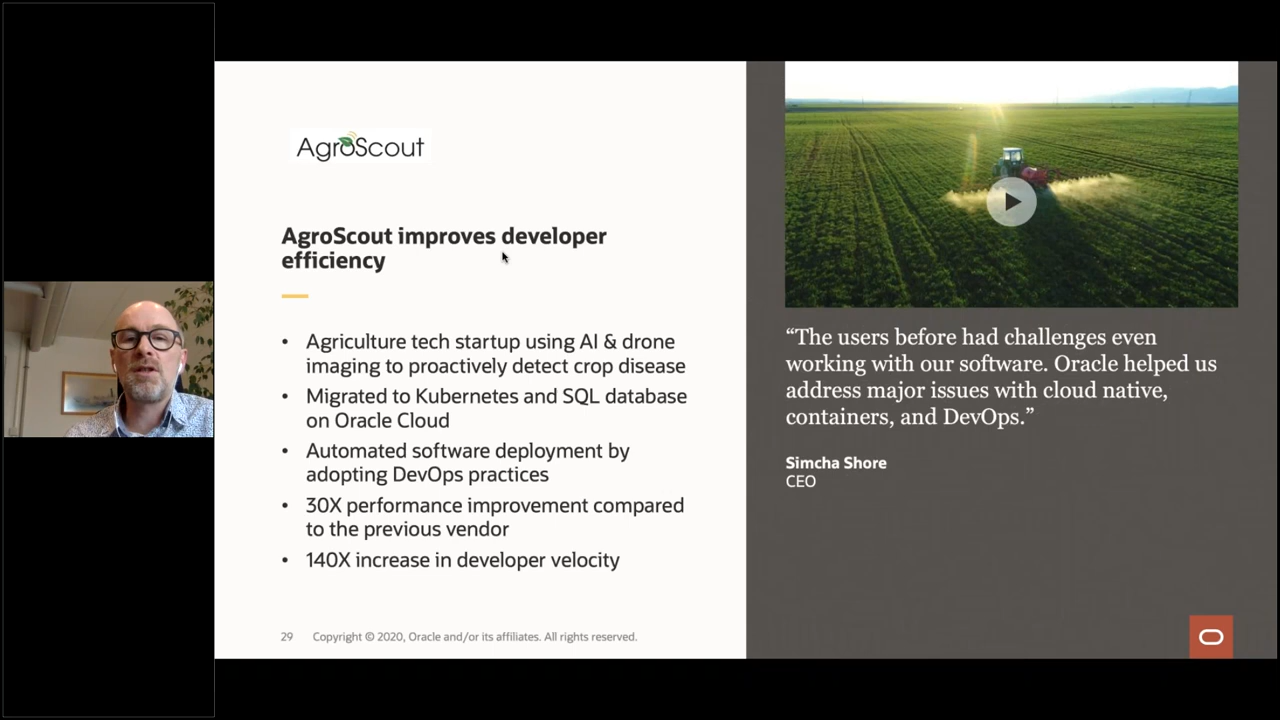 AgroScout
AgroScout improves developer
efficiency
• Agriculture tech startup using AI & drone
imaging to proactively detect crop disease
• Migrated to Kubernetes and SQL database
on Oracle Cloud
• Automated software deployment by
adopting DevOps practices
• 30X performance improvement compared
to the previous vendor
• 140X increase in developer velocity
29 Copyright © 2020, Oracle and/or its affiliates. All rights reserved.
“The users before had challenges even
working with our software. Oracle helped us
address major issues with cloud native,
containers, and DevOps.”
Simcha Shore
CEO